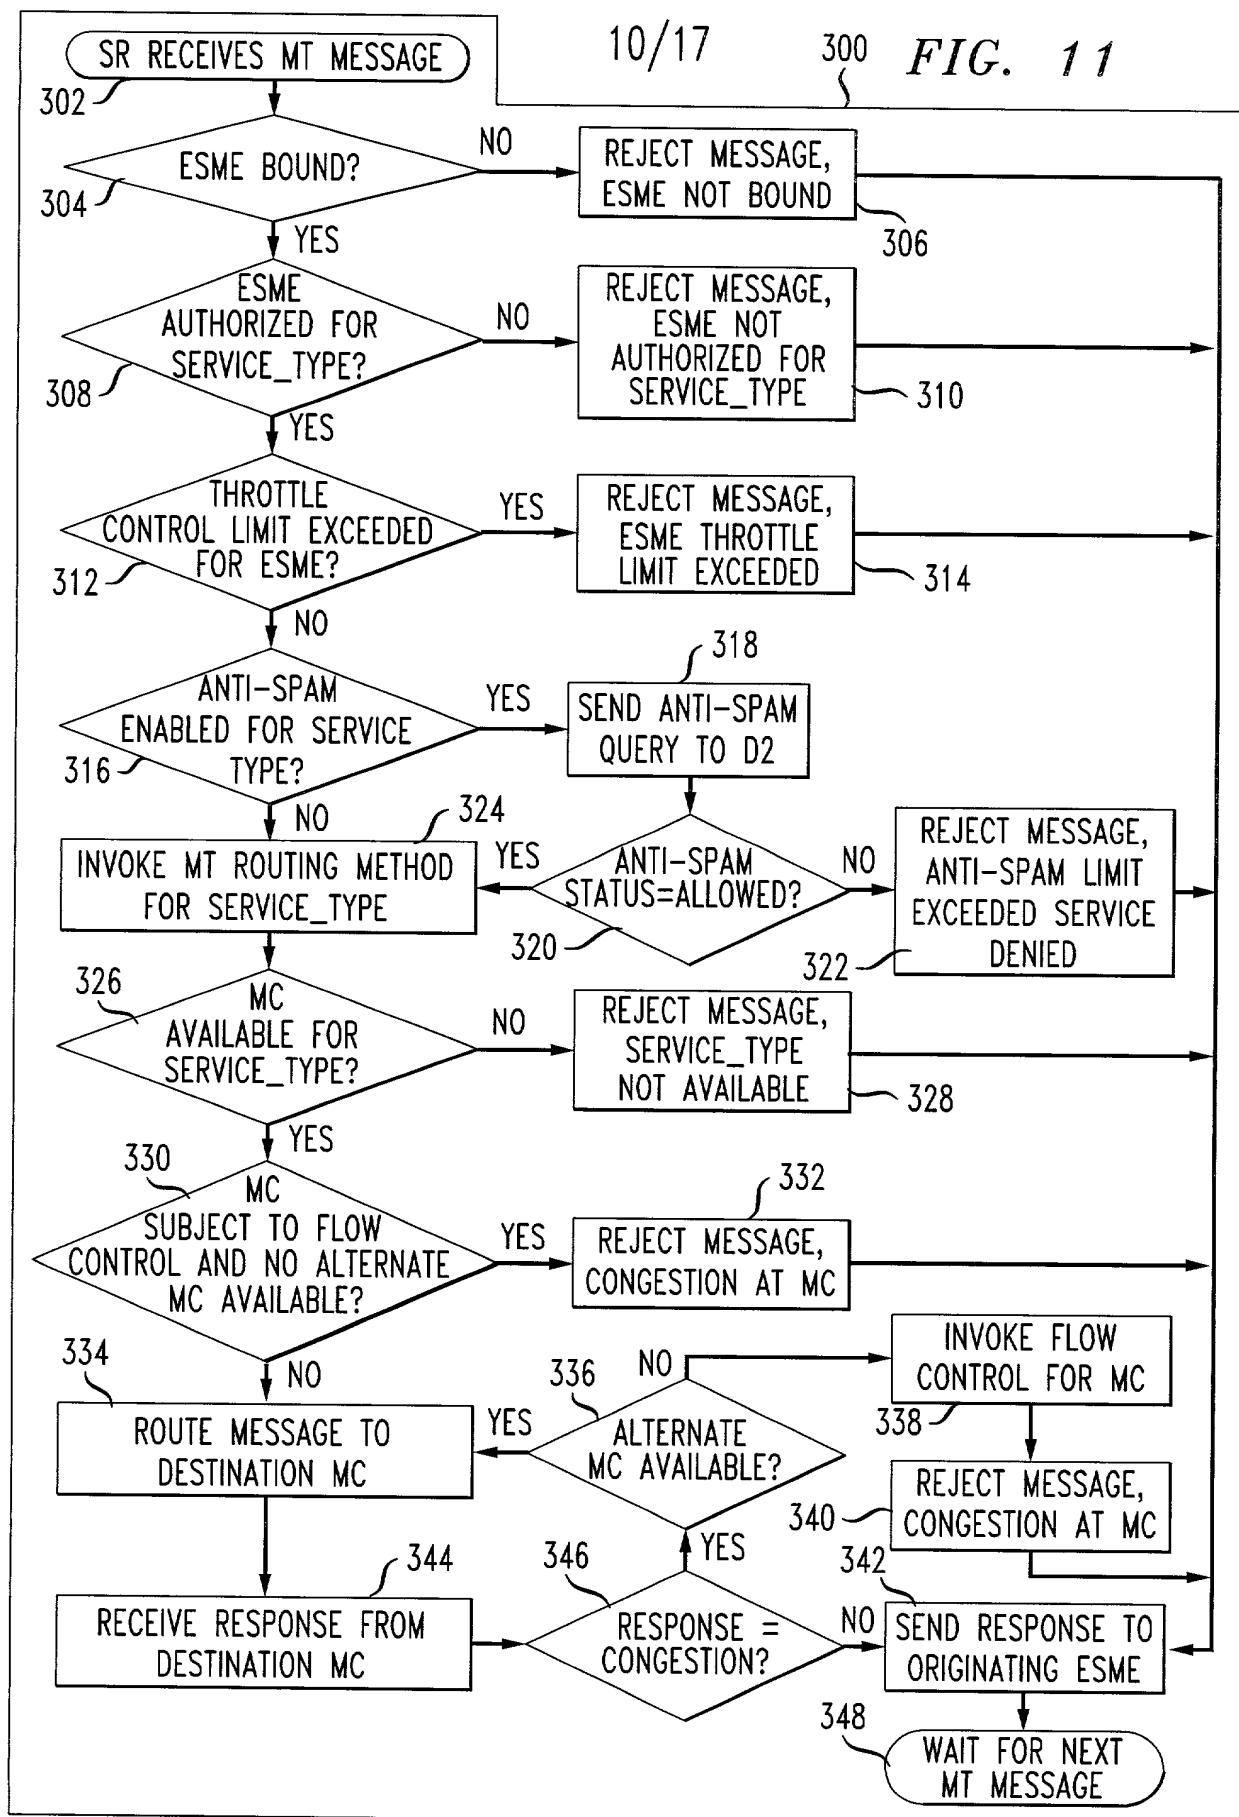 10/17
300
FIG. 11
SR RECEIVES MT MESSAGE
302
ESME BOUND?
304
NO
REJECT MESSAGE,
ESME NOT BOUND
306
YES
ESME
AUTHORIZED FOR
SERVICE_TYPE?
308
NO
REJECT MESSAGE,
ESME NOT
AUTHORIZED FOR
SERVICE_TYPE
310
YES
THROTTLE
CONTROL LIMIT EXCEEDED
FOR ESME?
312
YES
REJECT MESSAGE,
ESME THROTTLE
LIMIT EXCEEDED
314
NO
ANTI-SPAM
ENABLED FOR SERVICE
TYPE?
316
YES
318
SEND ANTI-SPAM
QUERY TO D2
NO
324
INVOKE MT ROUTING METHOD
FOR SERVICE_TYPE
YES
ANTI-SPAM
STATUS=ALLOWED?
320
NO
REJECT MESSAGE,
ANTI-SPAM LIMIT
EXCEEDED SERVICE
DENIED
322
326
MC
AVAILABLE FOR
SERVICE_TYPE?
NO
REJECT MESSAGE,
SERVICE_TYPE
NOT AVAILABLE
328
YES
330
MC
SUBJECT TO FLOW
CONTROL AND NO ALTERNATE
MC AVAILABLE?
YES
332
REJECT MESSAGE,
CONGESTION AT MC
NO
334
ROUTE MESSAGE TO
DESTINATION MC
YES
336
ALTERNATE
MC AVAILABLE?
NO
INVOKE FLOW
CONTROL FOR MC
338
REJECT MESSAGE,
CONGESTION AT MC
340
YES
344
RECEIVE RESPONSE FROM
DESTINATION MC
346
RESPONSE =
CONGESTION?
NO
342
SEND RESPONSE TO
ORIGINATING ESME
348
WAIT FOR NEXT
MT MESSAGE